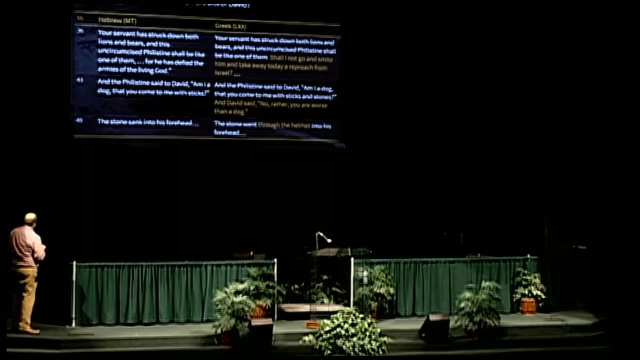 or David?
vv. Hebrew (MT) Greek (LXX)
36 Your servant has struck down both
lions and bears, and this
uncircumcised Philistine shall be like
one of them, ... for he has defied the
armies of the living God."
Your servant has struck down both lions and
bears, and this uncircumcised Philistine shall
be like one of them. Shall I not go and smite
him and take away today a reproach from
Israel? ...
43 And the Philistine said to David, "Am I a
dog, that you come to me with sticks?"
And the Philistine said to David, "Am I a dog,
that you come to me with sticks and stones?"
And David said, "No, rather, you are worse
than a dog."
49 The stone sank into his forehead...
The stone went through the helmet into his
forehead...